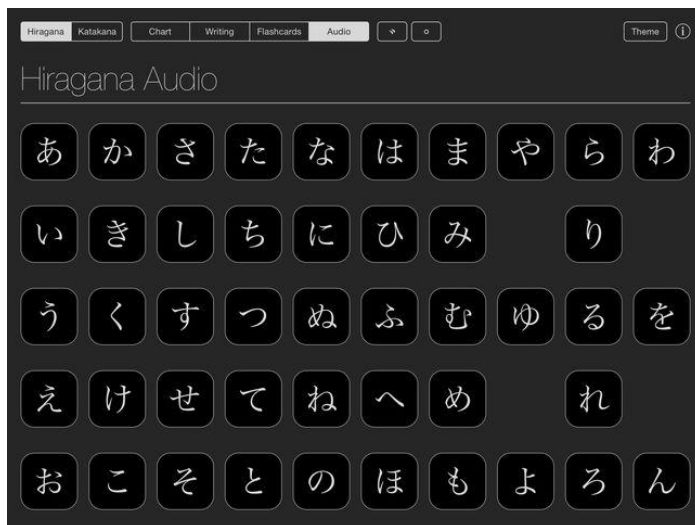 Hiragana Katakana Chart Writing Flashcards Audio Theme i
Hiragana Audio
あ か さ た な は ま や ら わ
い き し ち に ひ み り
う く す つ ぬ ふ む ゆ る を
え け せ て ね へ め れ
お こ そ と の ほ も よ ろ ん